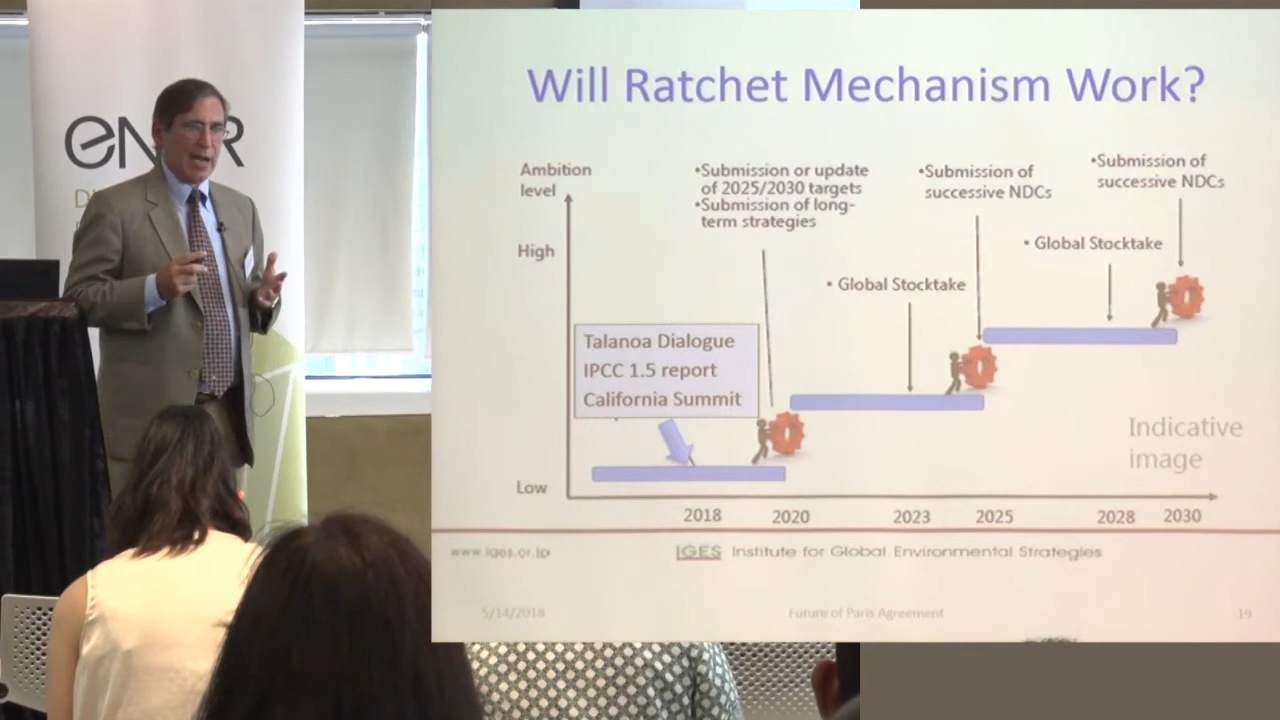 Will Ratchet Mechanism Work?
Ambition
level
High
Low
•Submission or update
of 2025/2030 targets
•Submission of long-
term strategies
•Submission of
successive NDCs
•Submission of
successive NDCs
• Global Stocktake
• Global Stocktake
Talanoa Dialogue
IPCC 1.5 report
California Summit
Indicative
image
2018 2020 2023 2025 2028 2030
www.iges.or.jp
IGES Institute for Global Environmental Strategies
5/14/2018 Future of Paris Agreement 19